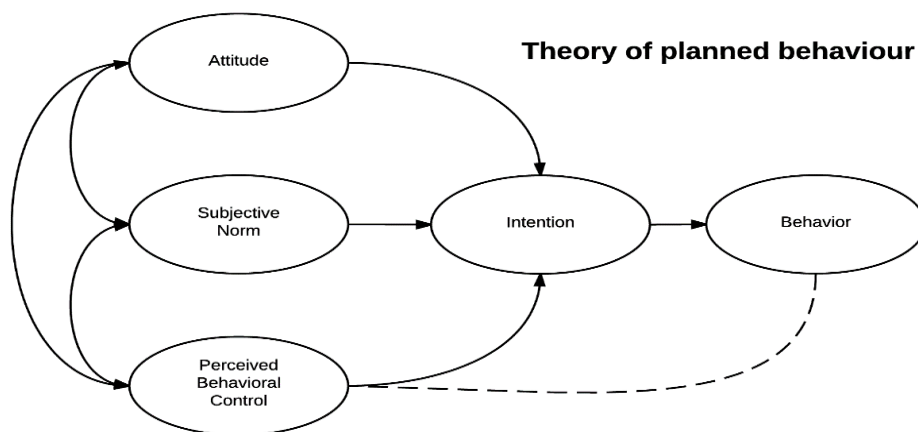 Theory of planned behaviour
Attitude
Subjective
Norm
Intention
Behavior
Perceived
Behavioral
Control